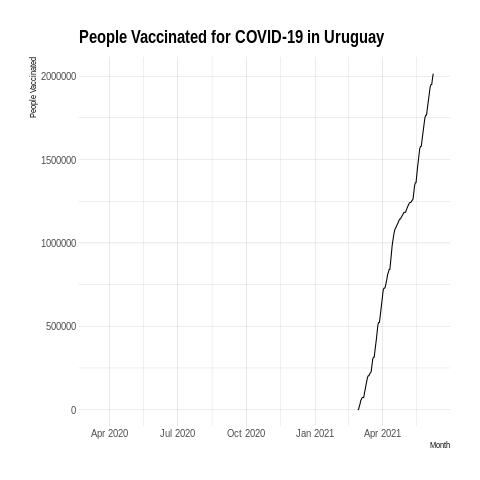 People Vaccinated for COVID-19 in Uruguay
People Vaccinated
2000000
1500000
1000000
500000
0
Apr 2020 Jul 2020 Oct 2020 Jan 2021 Apr 2021
Month